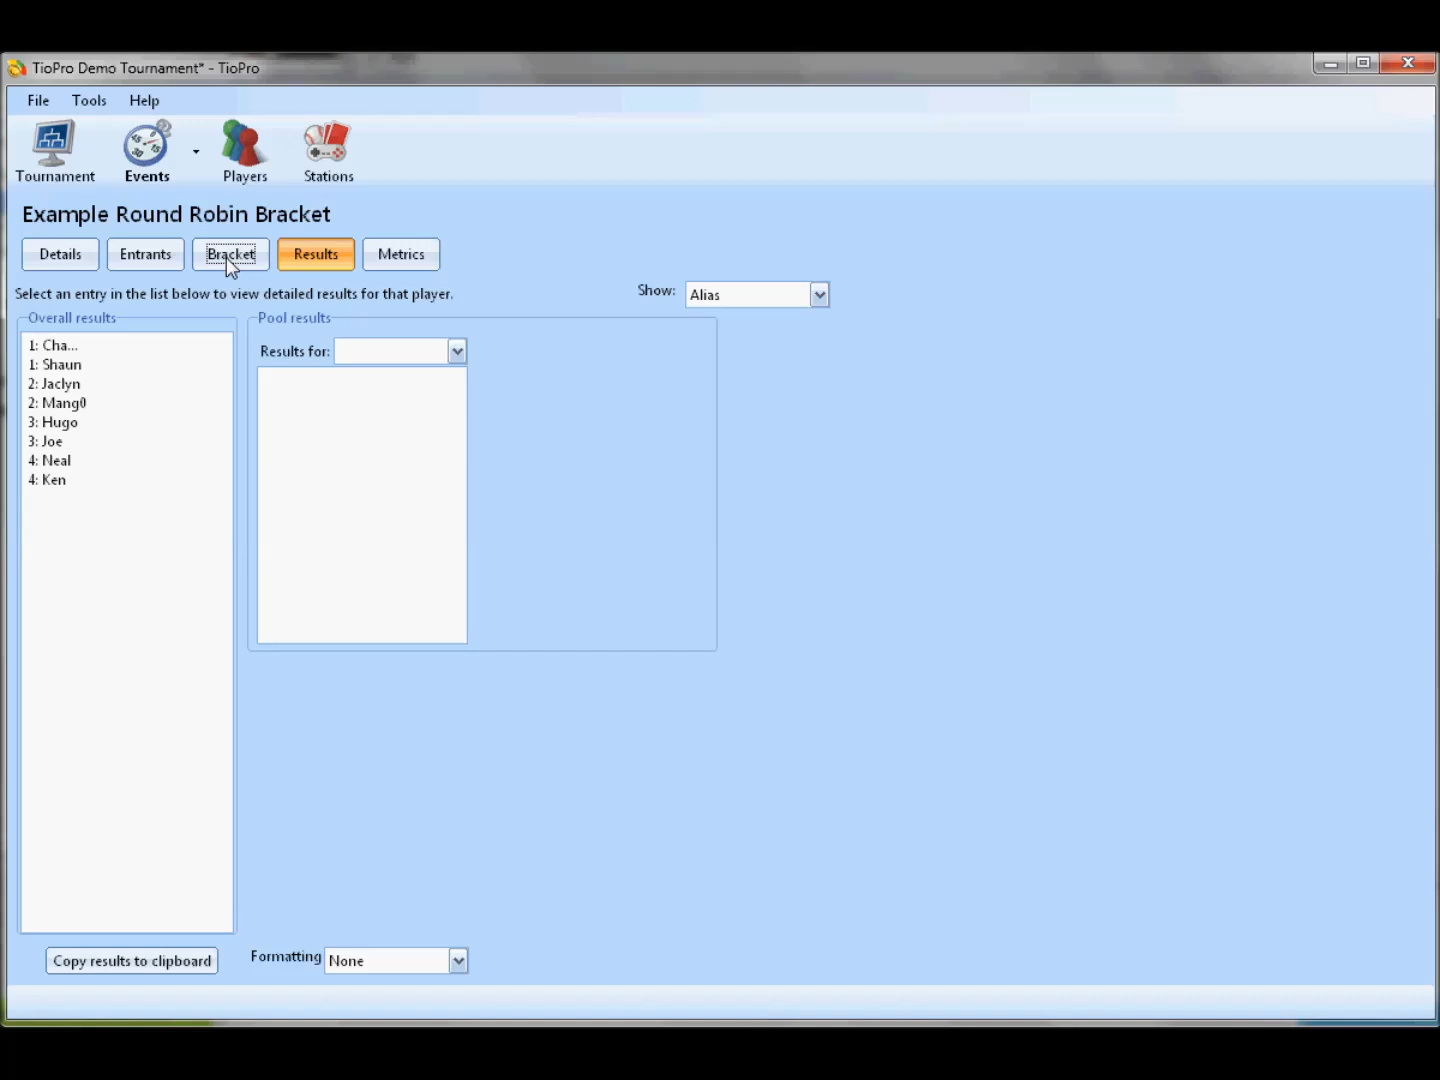 TioPro Demo Tournament* - TioPro
File Tools Help
Tournament Events Players Stations
Example Round Robin Bracket
Details Entrants Bracket Results Metrics
Select an entry in the list below to view detailed results for that player.
Show: Alias
Overall results
1: Cha...
1: Shaun
2: Jaclyn
2: Mang0
3: Hugo
3: Joe
4: Neal
4: Ken
Pool results
Results for:
Copy results to clipboard
Formatting None